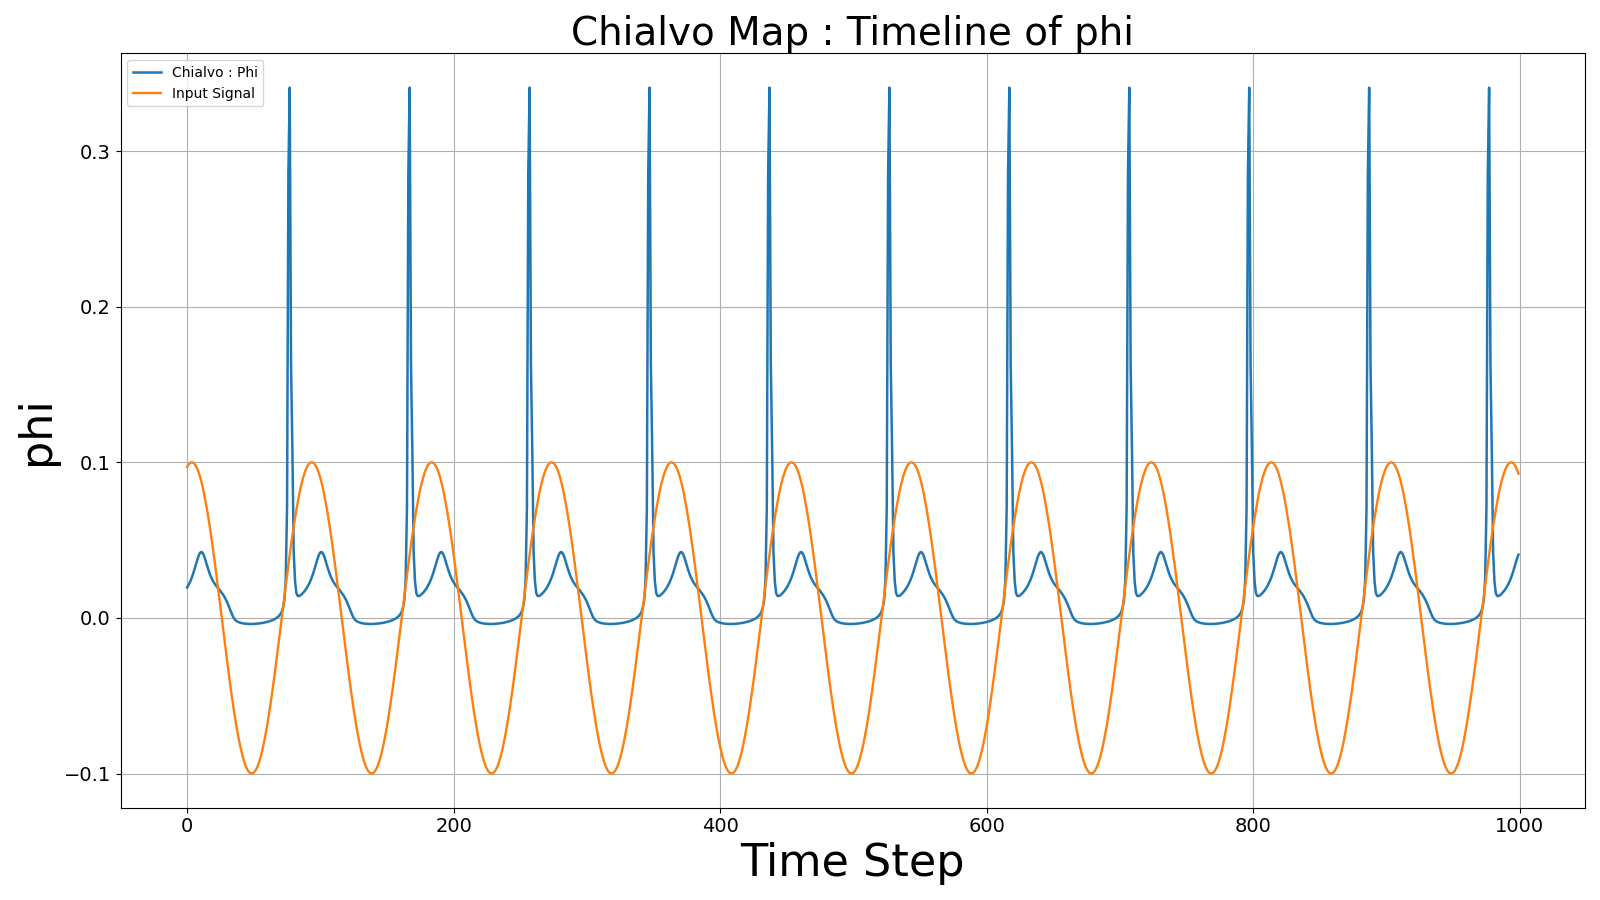 Chialvo Map : Timeline of phi
Chialvo : Phi
Input Signal
phi
0.3
0.2
0.1
0.0
−0.1
0 200 400 600 800 1000
Time Step